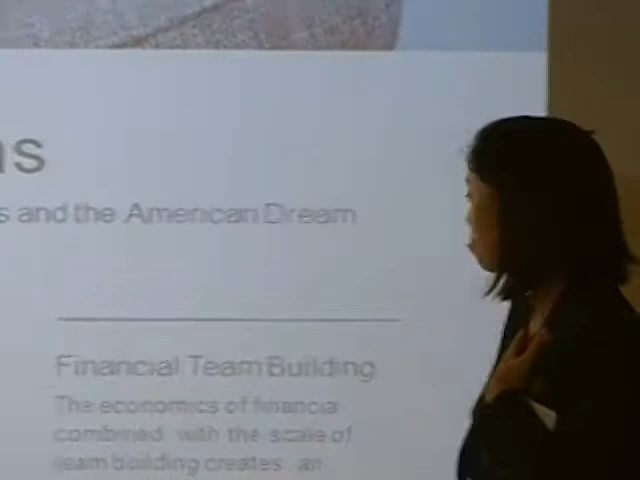 ns
s and the American Dream
Financial Team Building
The economics of financia
combined with the scale of
team building creates an